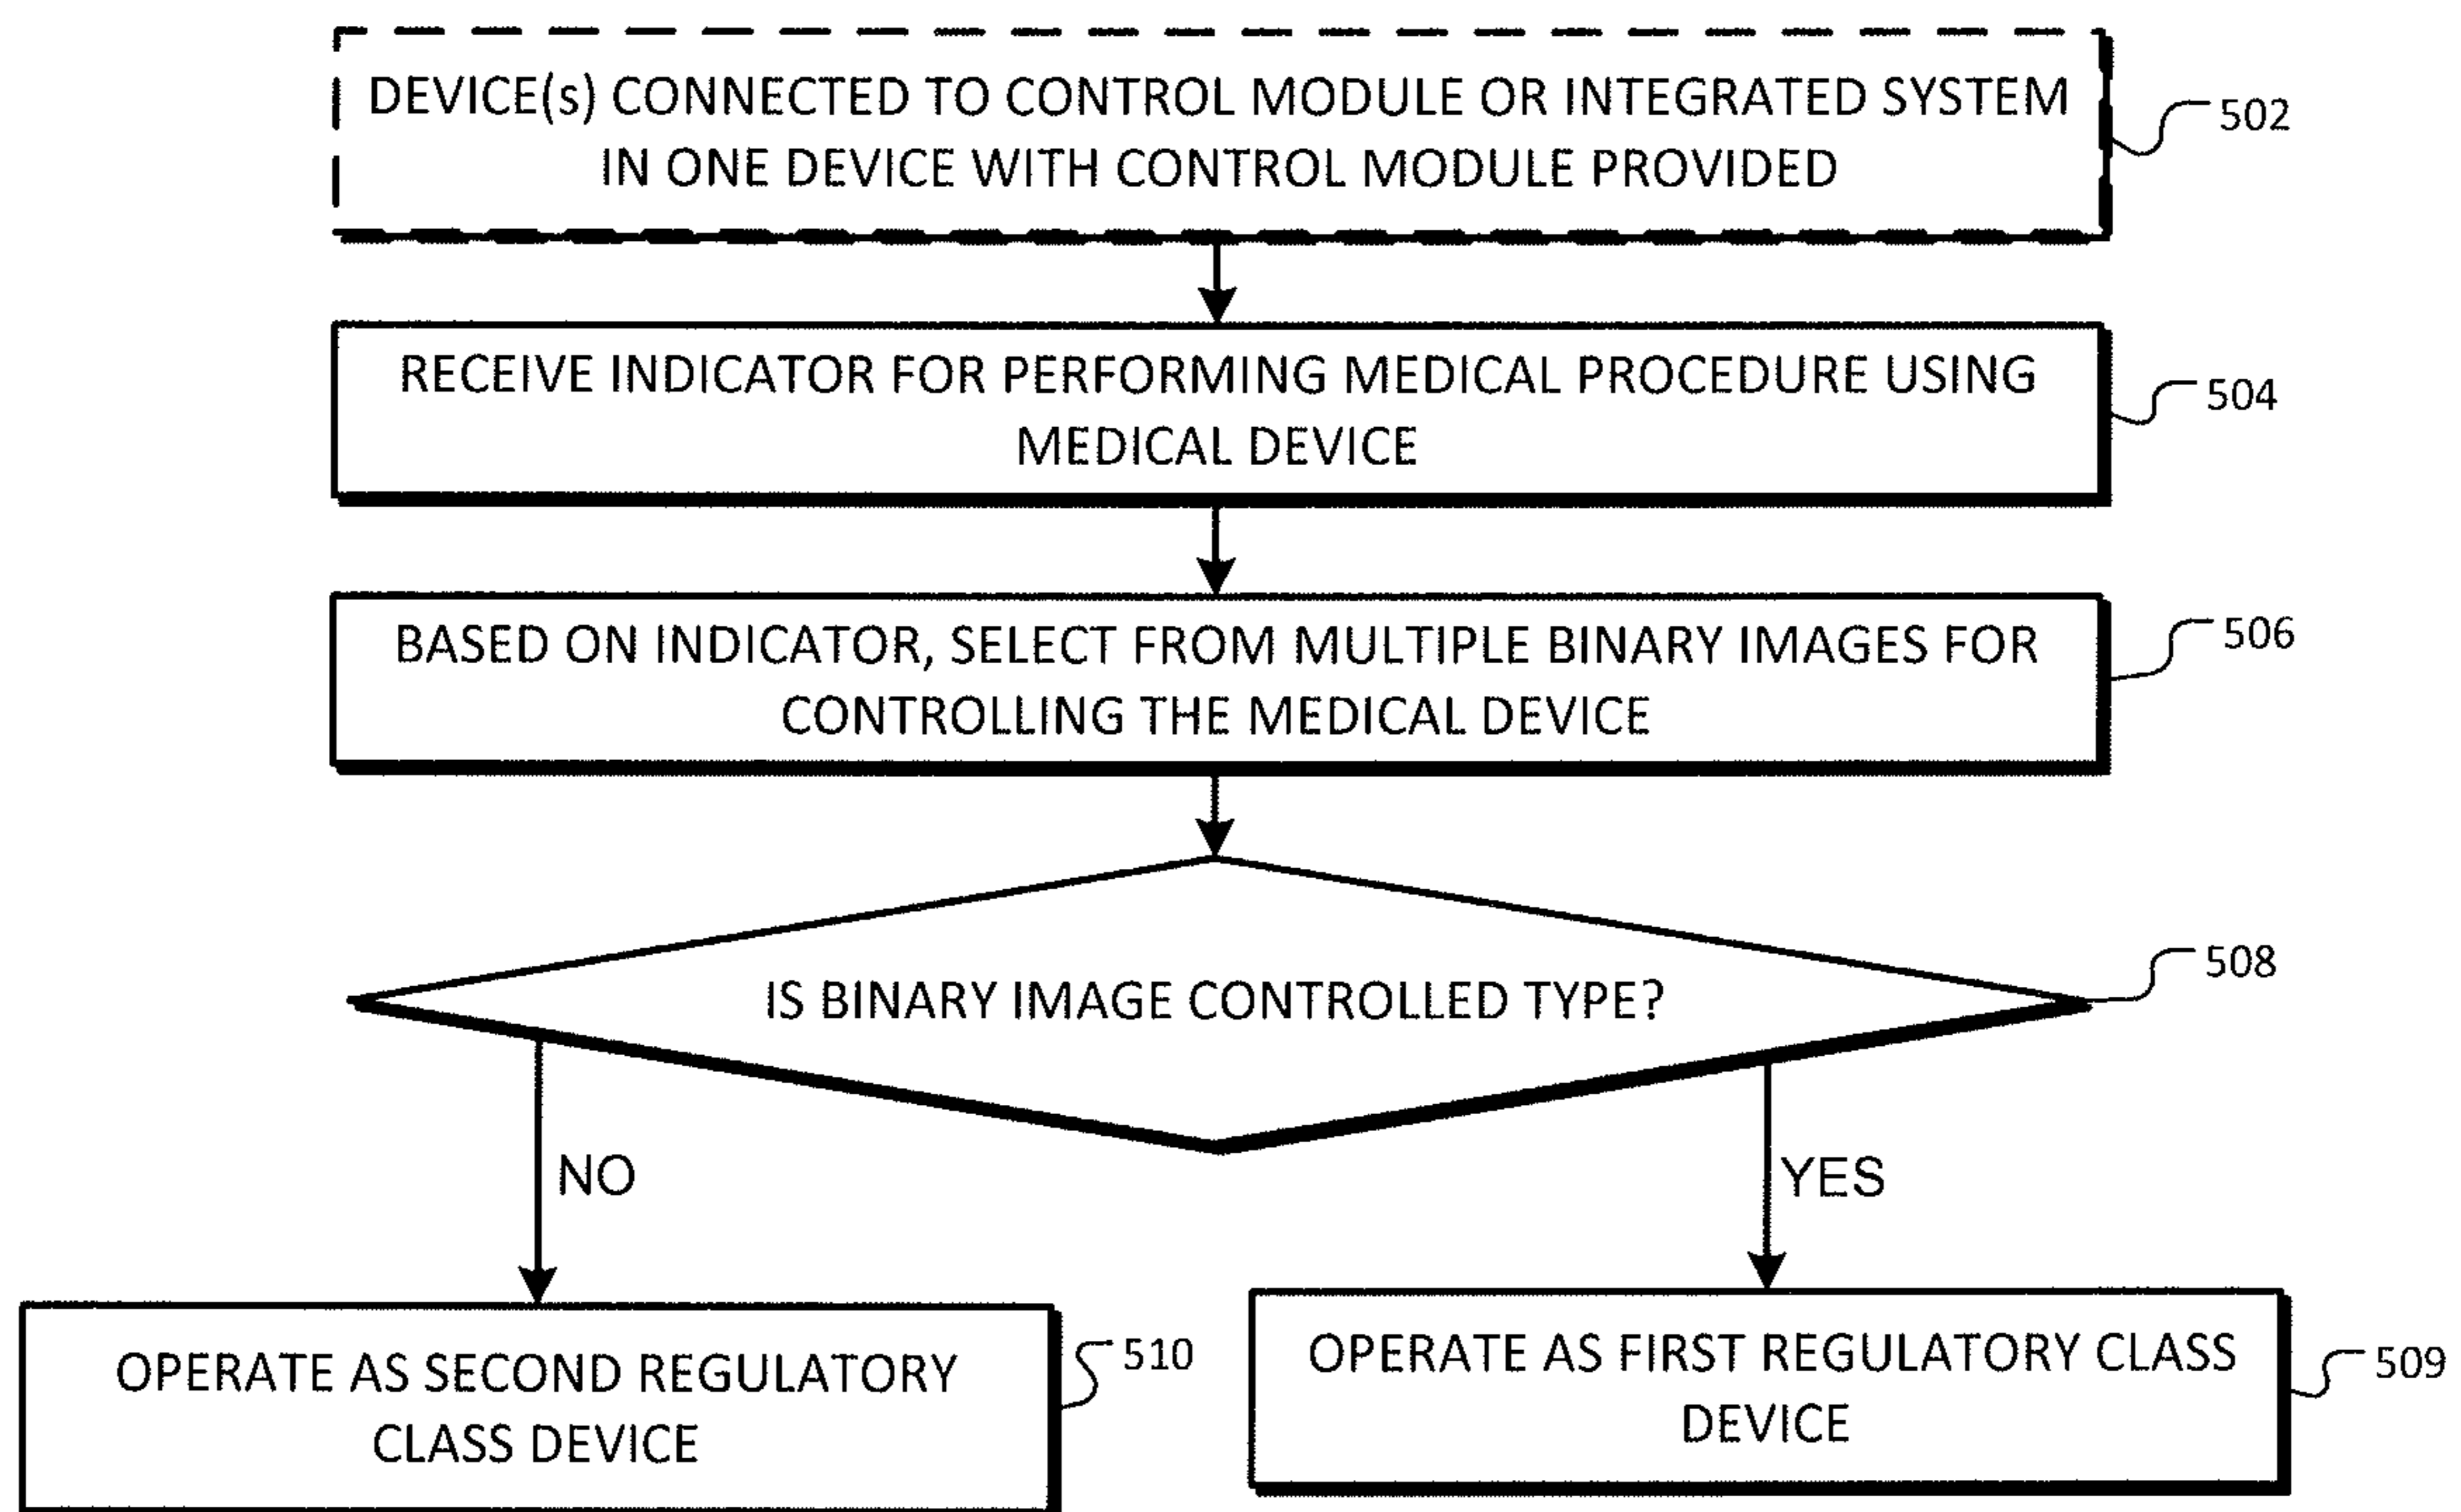 DEVICE(s) CONNECTED TO CONTROL MODULE OR INTEGRATED SYSTEM
IN ONE DEVICE WITH CONTROL MODULE PROVIDED
502
RECEIVE INDICATOR FOR PERFORMING MEDICAL PROCEDURE USING
MEDICAL DEVICE
504
BASED ON INDICATOR, SELECT FROM MULTIPLE BINARY IMAGES FOR
CONTROLLING THE MEDICAL DEVICE
506
IS BINARY IMAGE CONTROLLED TYPE?
508
NO
YES
OPERATE AS SECOND REGULATORY
CLASS DEVICE
510
OPERATE AS FIRST REGULATORY CLASS
DEVICE
509